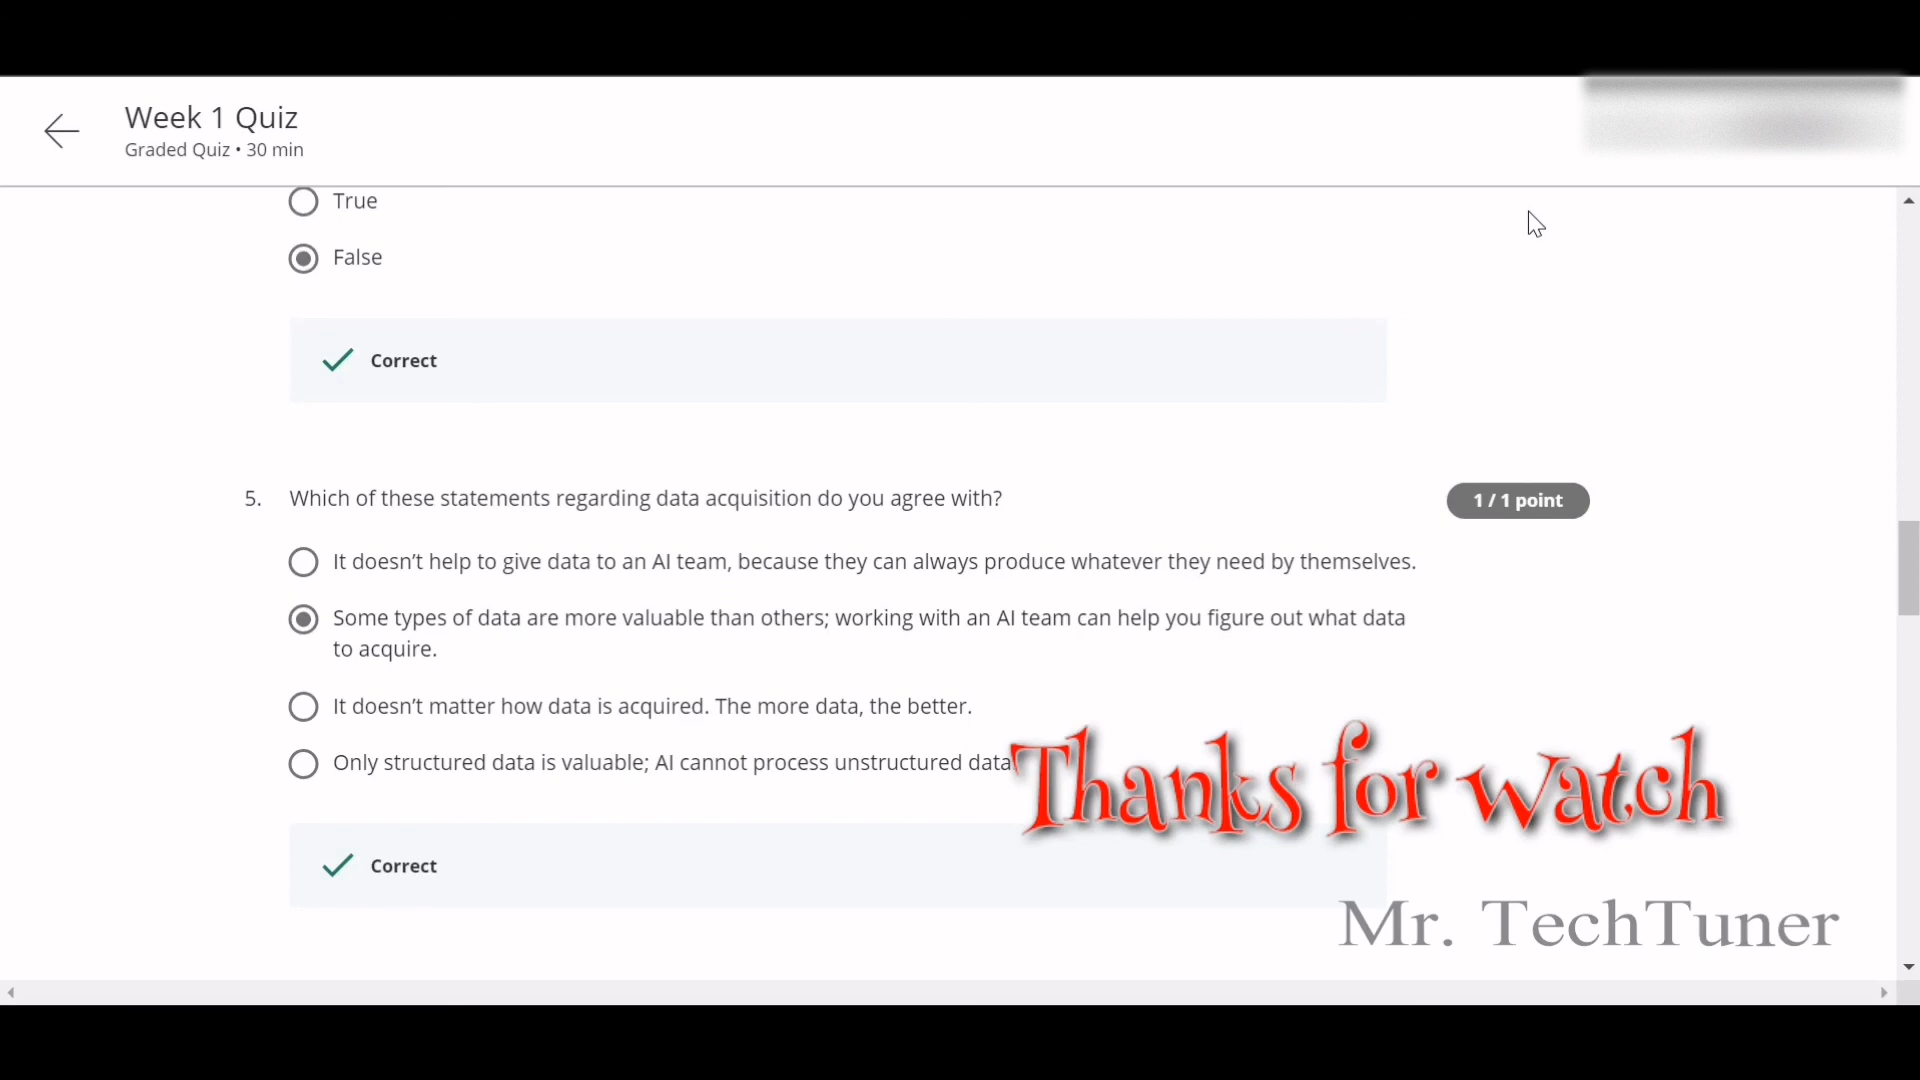 Week 1 Quiz
Graded Quiz • 30 min
True
False
Correct
5. Which of these statements regarding data acquisition do you agree with?
1 / 1 point
It doesn’t help to give data to an AI team, because they can always produce whatever they need by themselves.
Some types of data are more valuable than others; working with an AI team can help you figure out what data
to acquire.
It doesn’t matter how data is acquired. The more data, the better.
Only structured data is valuable; AI cannot process unstructured data
Thanks for watch
Correct
Mr. TechTuner